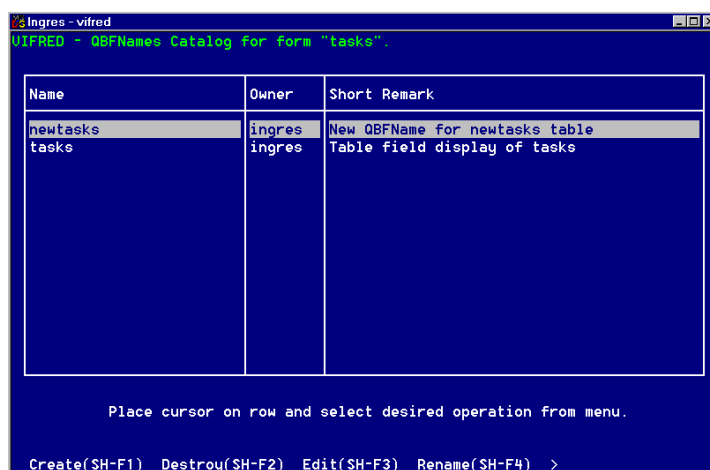 Ingres - vifred
VIFRED - QBFNames Catalog for form "tasks".
Name Owner Short Remark
newtasks ingres New QBFName for newtasks table
tasks ingres Table field display of tasks
Place cursor on row and select desired operation from menu.
Create(SH-F1) Destroy(SH-F2) Edit(SH-F3) Rename(SH-F4) >